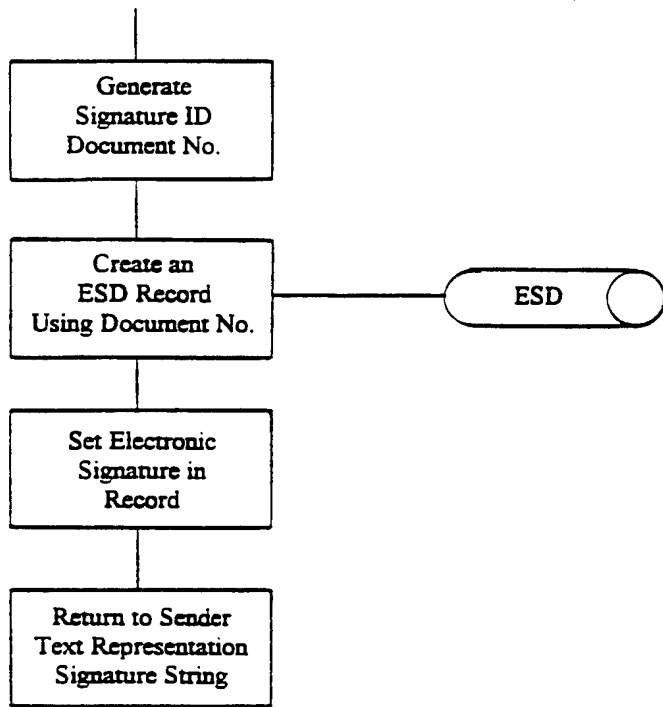 Generate
Signature ID
Document No.
Create an
ESD Record
Using Document No.
ESD
Set Electronic
Signature in
Record
Return to Sender
Text Representation
Signature String